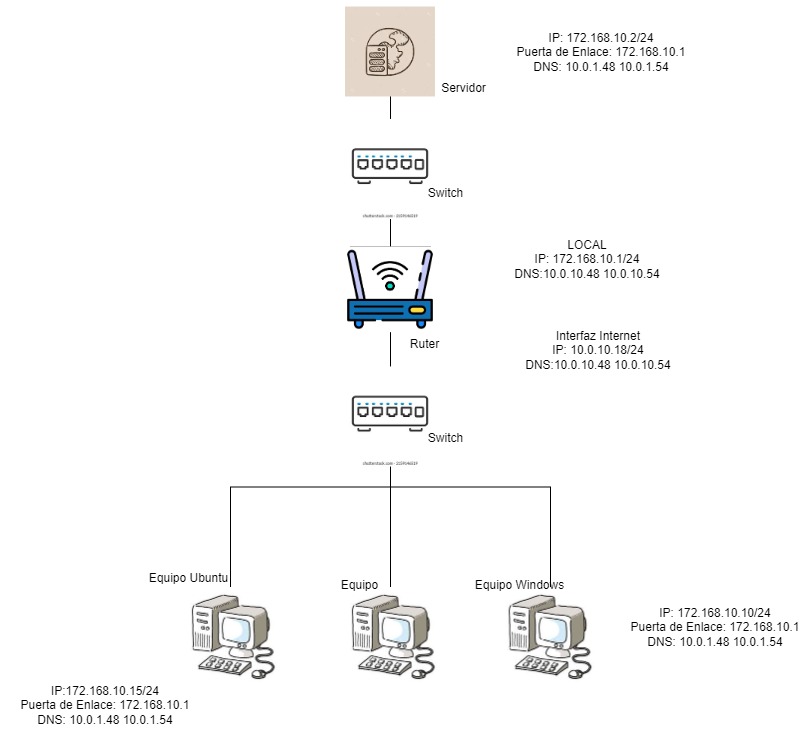 IP: 172.168.10.2/24
Puerta de Enlace: 172.168.10.1
DNS: 10.0.1.48 10.0.1.54
Servidor
Switch
shutterstock.com · 2159146519
LOCAL
IP: 172.168.10.1/24
DNS:10.0.10.48 10.0.10.54
Interfaz Internet
IP: 10.0.10.18/24
DNS:10.0.10.48 10.0.10.54
Ruter
Switch
shutterstock.com · 2159146519
Equipo Ubuntu
Equipo
Equipo Windows
IP: 172.168.10.10/24
Puerta de Enlace: 172.168.10.1
DNS: 10.0.1.48 10.0.1.54
IP:172.168.10.15/24
Puerta de Enlace: 172.168.10.1
DNS: 10.0.1.48 10.0.1.54